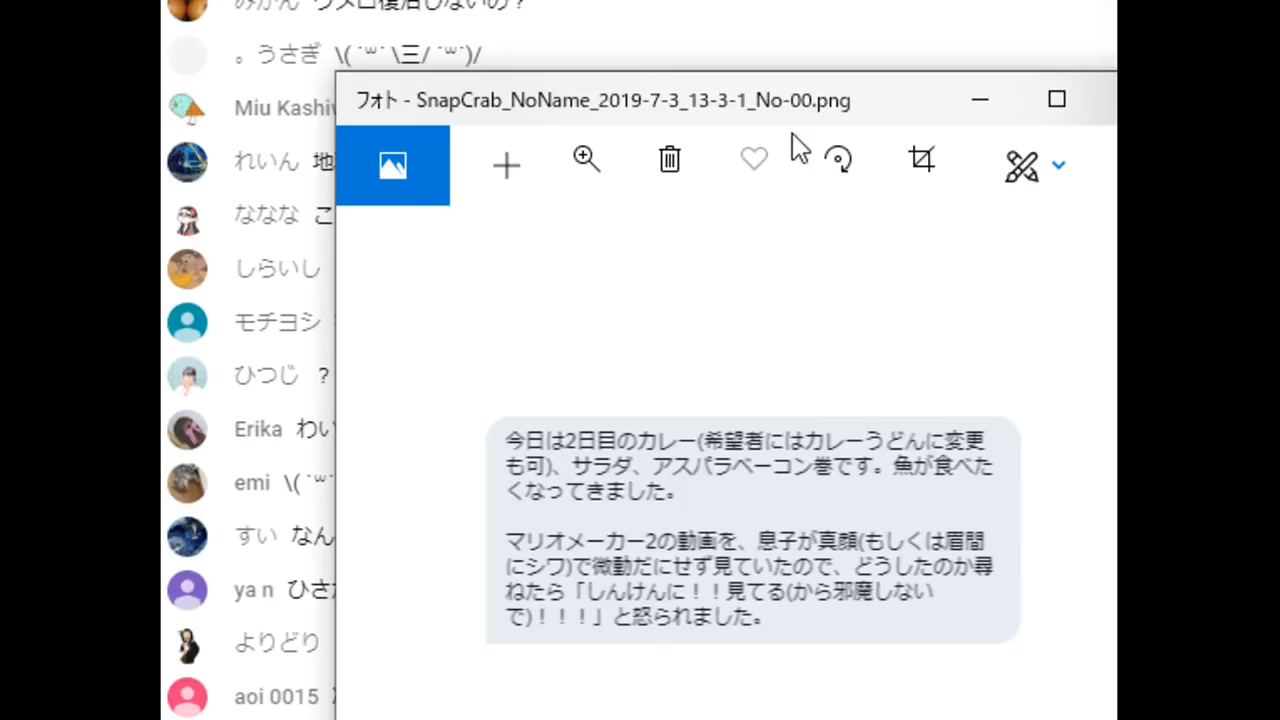 みかん ウメロ復活しないの？
。うさぎ \( ˙꒳˙ \三/ ˙꒳˙)/
フォト - SnapCrab_NoName_2019-7-3_13-3-1_No-00.png
Miu Kashiw
れいん 地
ななな こ
しらいし
モチヨシ
ひつじ ?
Erika わい
emi \( ˙꒳˙
すい なん
ya n ひさ
よりどり
aoi 0015
今日は2日目のカレー(希望者にはカレーうどんに変更
も可)、サラダ、アスパラベーコン巻です。魚が食べた
くなってきました。
マリオメーカー2の動画を、息子が真顔(もしくは眉間
にシワ)で微動だにせず見ていたので、どうしたのか尋
ねたら「しんけんに！！見てる(から邪魔しない
で)！！！」と怒られました。